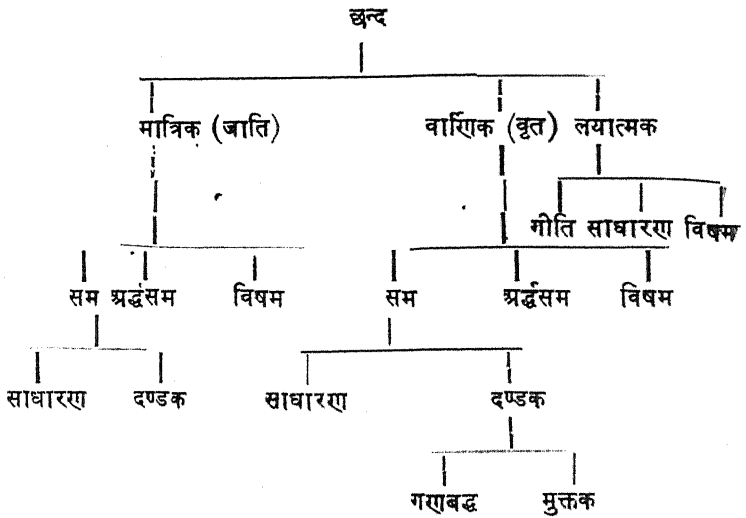 छन्द
मात्रिक (जाति) वार्णिक (वृत) लयात्मक
गीति साधारण विषम
सम अर्द्धसम विषम सम अर्द्धसम विषम
साधारण दण्डक साधारण दण्डक
गणबद्ध मुक्तक